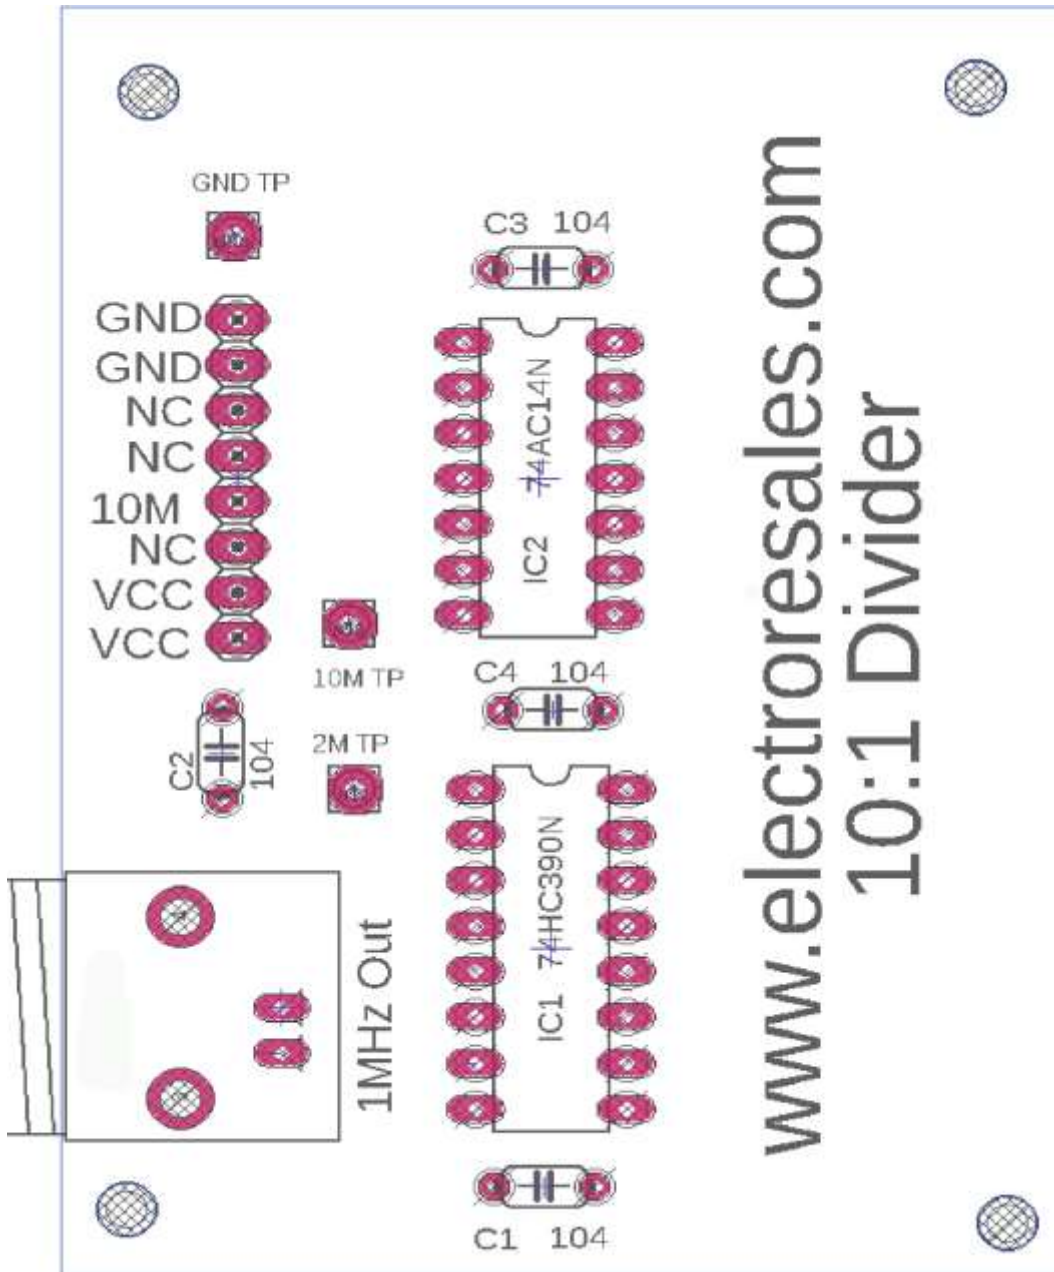 GND TP
C3 104
GND
GND
NC
NC
10M
NC
VCC
VCC
74AC14N
IC2
10M TP
C4 104
2M TP
C2
104
74HC390N
IC1
1MHz Out
C1 104
www.electroresales.com
10:1 Divider